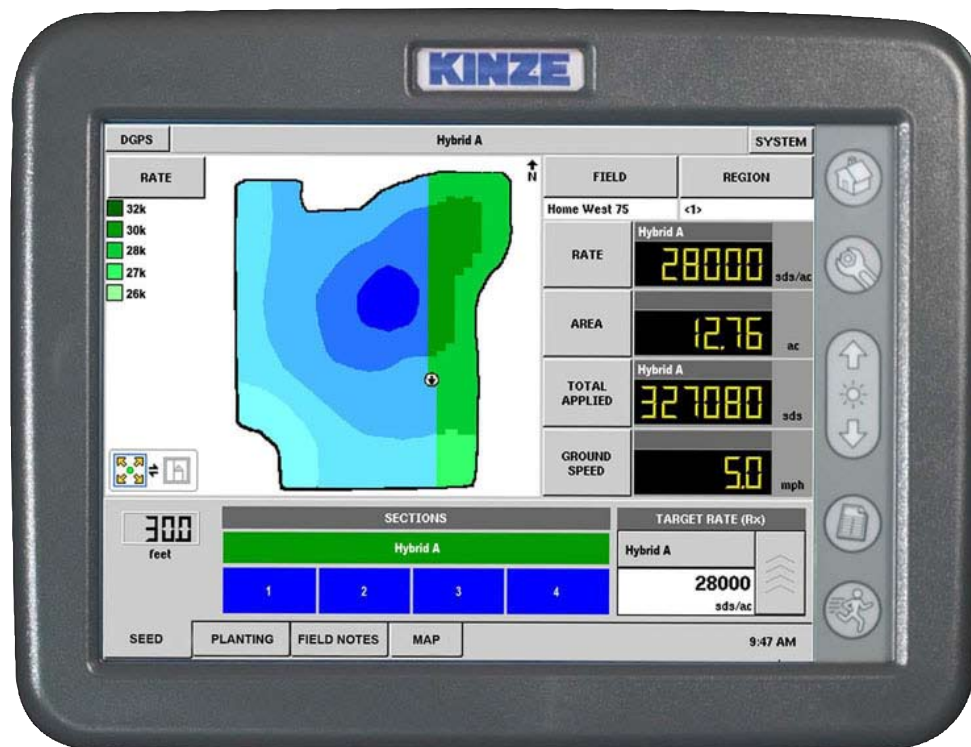 KINZE
DGPS Hybrid A SYSTEM
RATE
N
32k
30k
28k
27k
26k
FIELD REGION
Home West 75 <1>
RATE Hybrid A 28000 sds/ac
AREA 12.76 ac
TOTAL APPLIED Hybrid A 327080 sds
GROUND SPEED 5.0 mph
30.0
feet
SECTIONS
Hybrid A
1 2 3 4
TARGET RATE (Rx)
Hybrid A
28000
sds/ac
SEED PLANTING FIELD NOTES MAP 9:47 AM